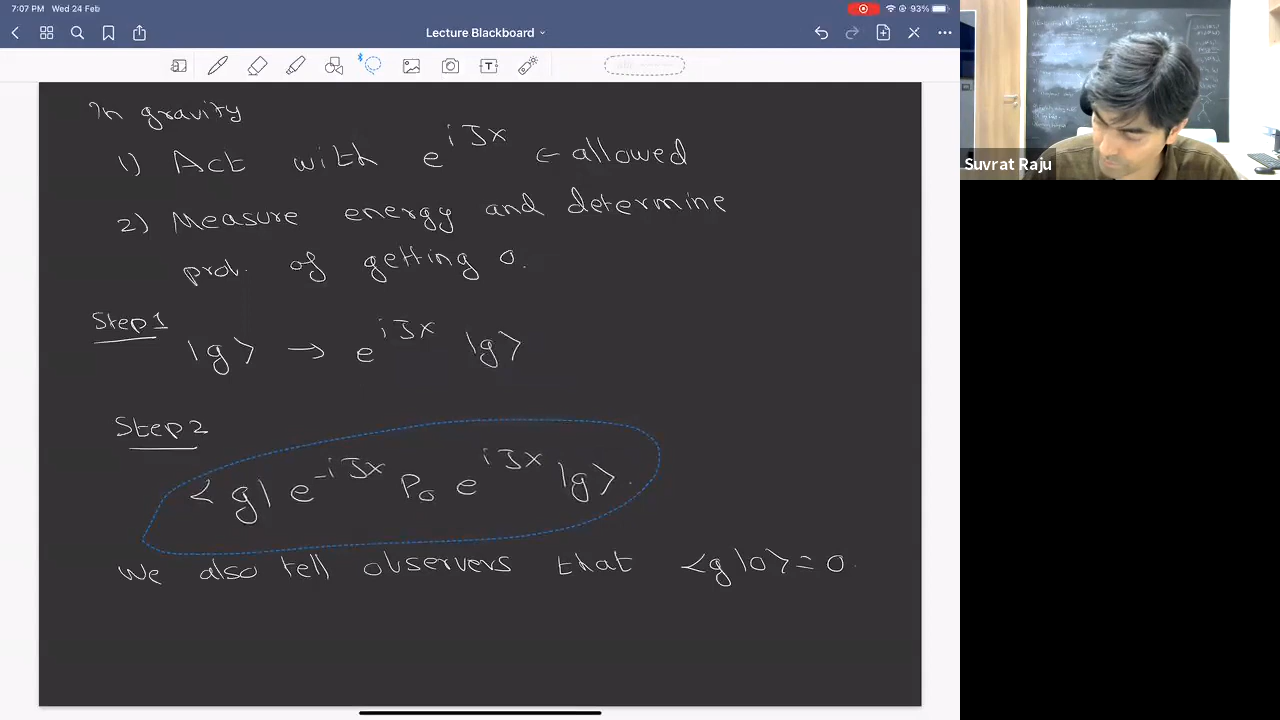 7:07 PM Wed 24 Feb
93%
Lecture Blackboard
In gravity
1) Act with e^{iJX} ← allowed
2) Measure energy and determine
prob. of getting 0.
Step 1
|g> → e^{iJX} |g>
Step 2
<g| e^{-iJX} P_0 e^{iJX} |g>.
We also tell observers that <g|0> = 0.
Suvrat Raju